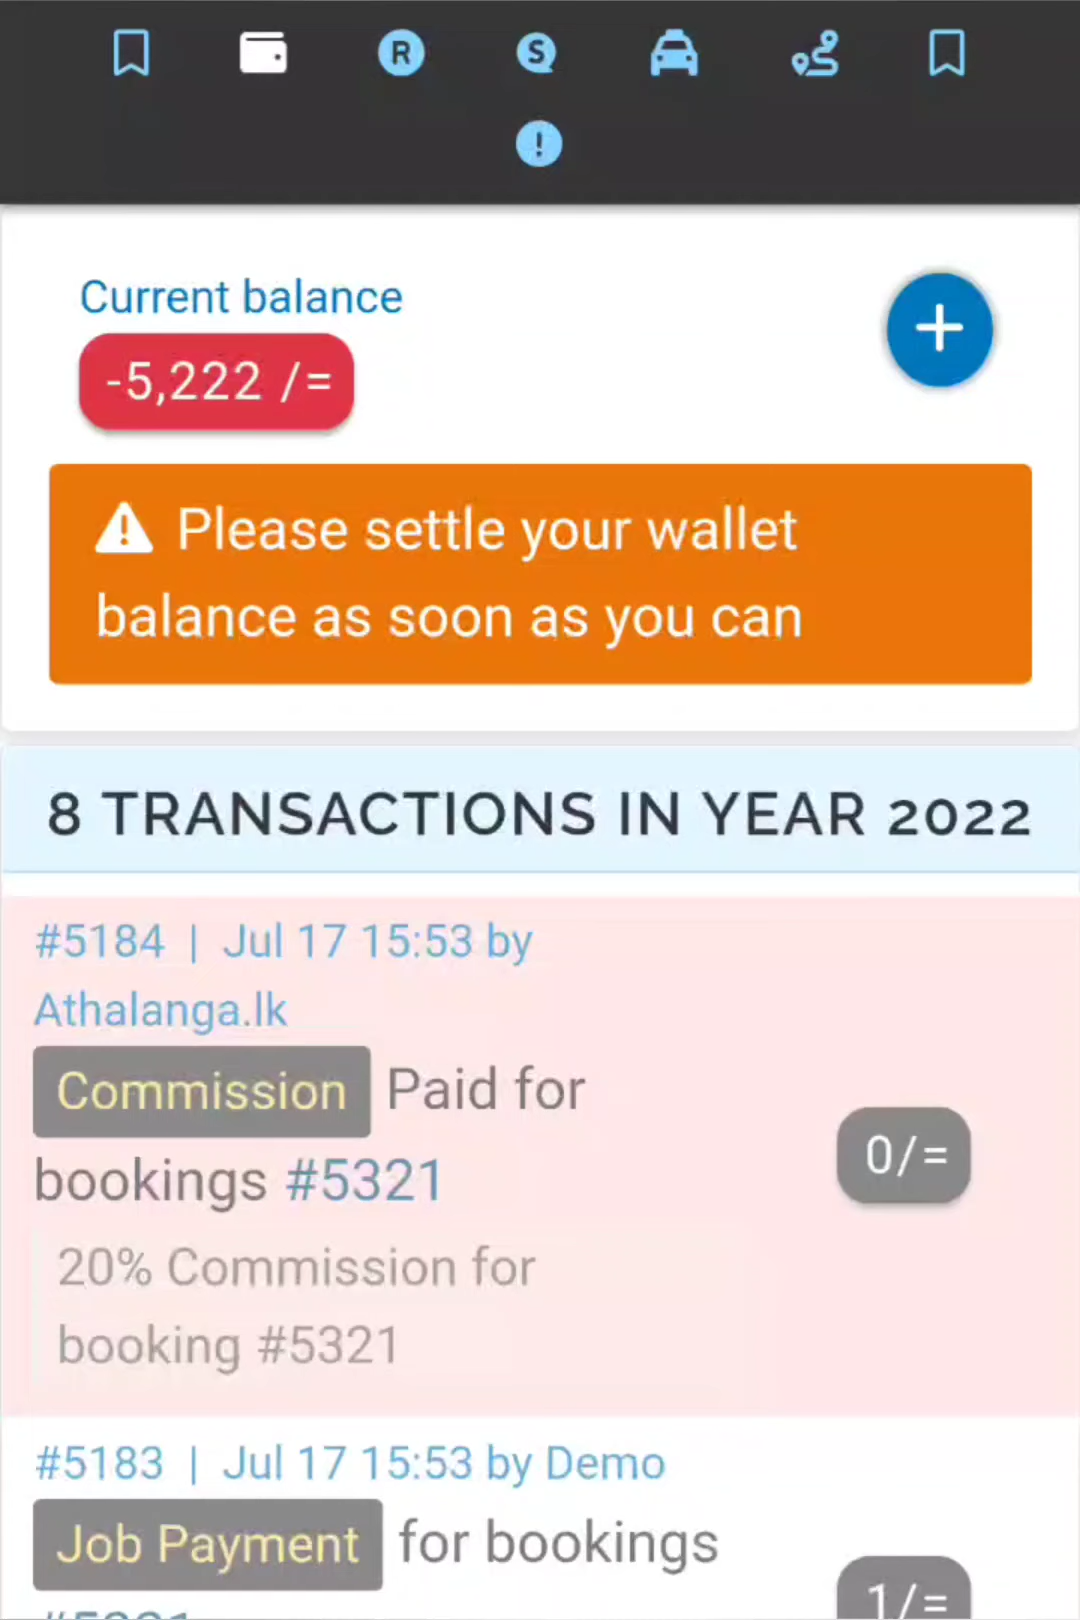 R S
!
Current balance
-5,222 /=
Please settle your wallet
balance as soon as you can
8 TRANSACTIONS IN YEAR 2022
#5184 | Jul 17 15:53 by
Athalanga.lk
Commission Paid for
bookings #5321
0/=
20% Commission for
booking #5321
#5183 | Jul 17 15:53 by Demo
Job Payment for bookings
1/=